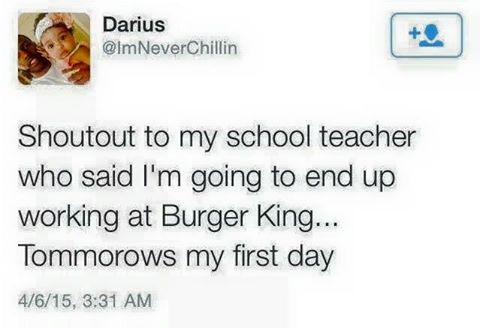 Darius
@ImNeverChillin
Shoutout to my school teacher
who said I'm going to end up
working at Burger King...
Tommorows my first day
4/6/15, 3:31 AM